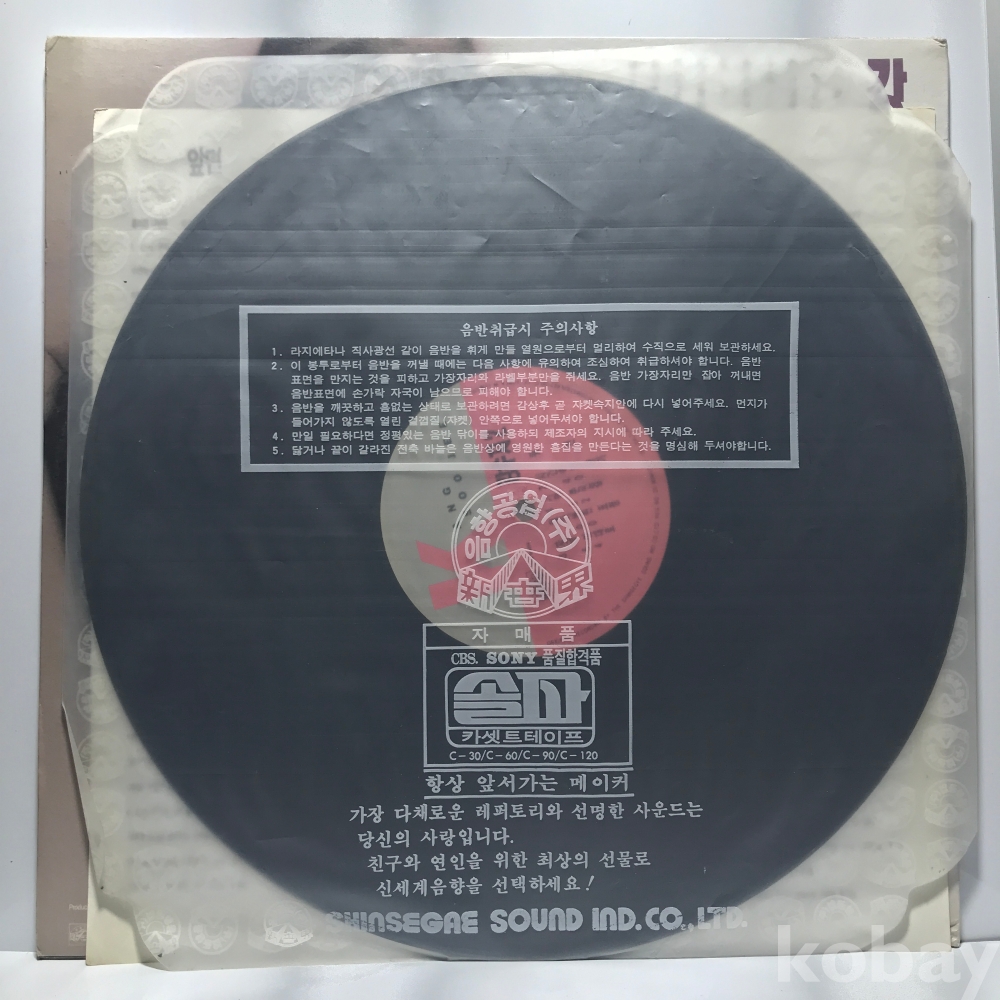 각
앞면
음반취급시 주의사항
1. 라지에타나 직사광선 같이 음반을 휘게 만들 열원으로부터 멀리하여 수직으로 세워 보관하세요.
2. 이 봉투로부터 음반을 꺼낼 때에는 다음 사항에 유의하여 조심하여 취급하셔야 합니다. 음반
표면을 만지는 것을 피하고 가장자리와 라벨부분만을 쥐세요. 음반 가장자리만 잡아 꺼내면
음반표면에 손가락 자국이 남으므로 피해야 합니다.
3. 음반을 깨끗하고 흠없는 상태로 보관하려면 감상후 곧 자켓속지안에 다시 넣어주세요. 먼지가
들어가지 않도록 열린 겉껍질(쟈켓) 안쪽으로 넣어두셔야 합니다.
4. 만일 필요하다면 정평있는 음반 닦이를 사용하되 제조자의 지시에 따라 주세요.
5. 닳거나 끝이 갈라진 전축 바늘은 음반상에 영원한 흠집을 만든다는 것을 명심해 두셔야합니다.
음향공업(주)
新世界
자매품
CBS. SONY 품질합격품
솔파
카셋트테이프
C-30/C-60/C-90/C-120
항상 앞서가는 메이커
가장 다채로운 레퍼토리와 선명한 사운드는
당신의 사랑입니다.
친구와 연인을 위한 최상의 선물로
신세계음향을 선택하세요!
SHINSEGAE SOUND IND. CO., LTD.
kobay